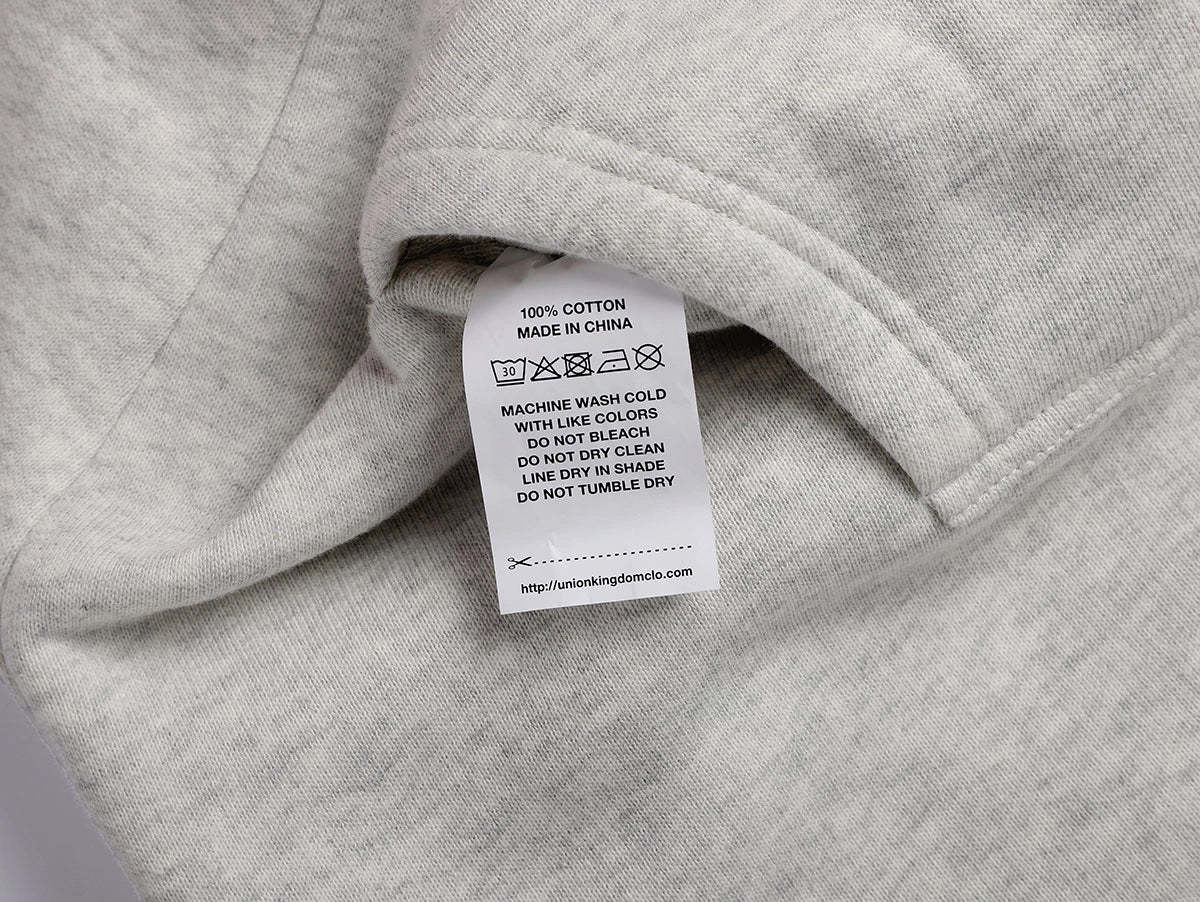 100% COTTON
MADE IN CHINA
30
MACHINE WASH COLD
WITH LIKE COLORS
DO NOT BLEACH
DO NOT DRY CLEAN
LINE DRY IN SHADE
DO NOT TUMBLE DRY
http://unionkingdomclo.com